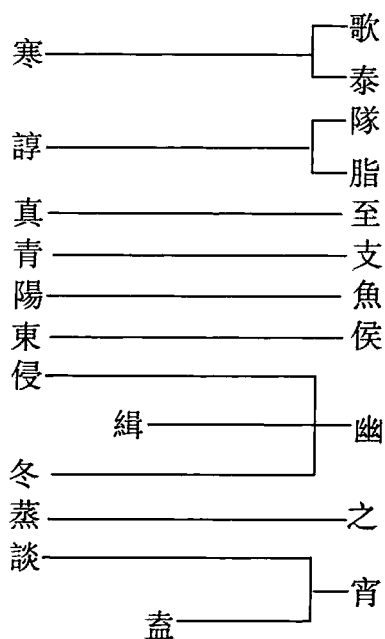 寒 歌
泰
諄 隊
脂
真 至
青 支
陽 魚
東 侯
侵
緝 幽
冬
蒸 之
談
宵
盍